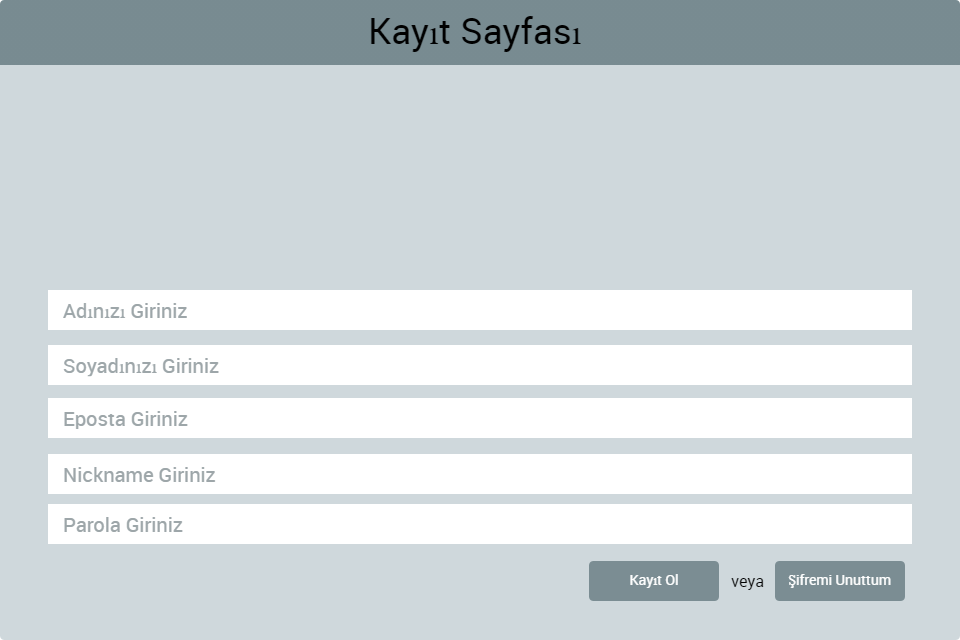 Kayıt Sayfası
Adınızı Giriniz
Soyadınızı Giriniz
Eposta Giriniz
Nickname Giriniz
Parola Giriniz
Kayıt Ol veya Şifremi Unuttum